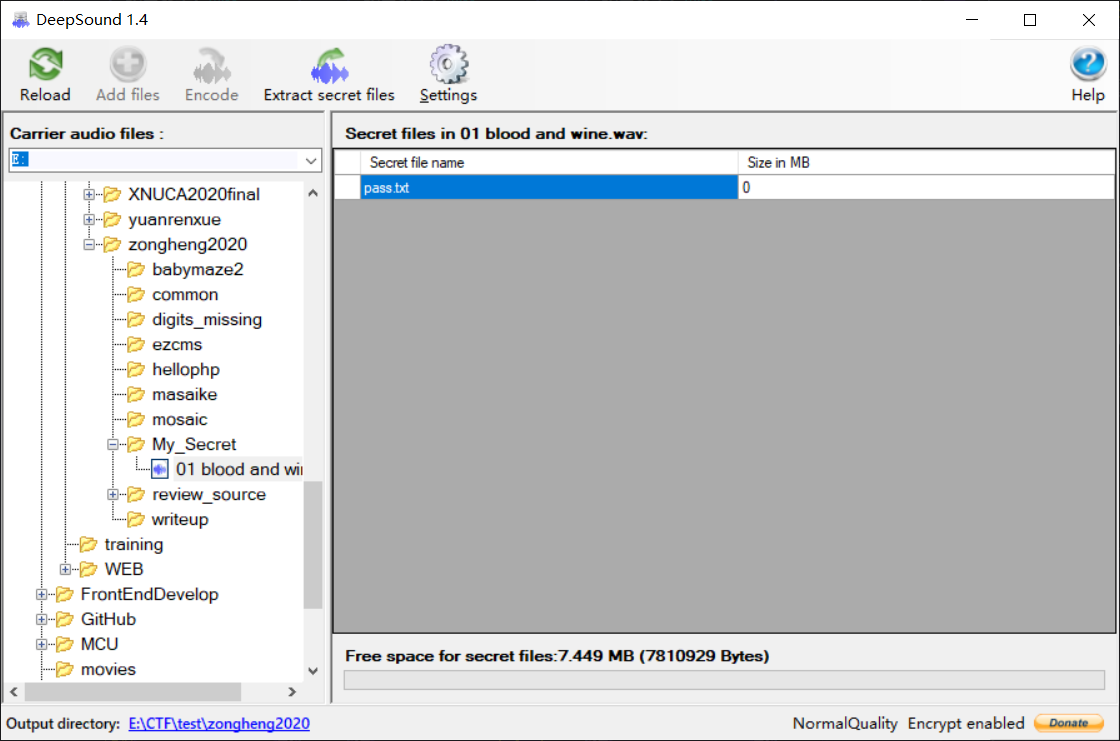 DeepSound 1.4
Reload Add files Encode Extract secret files Settings Help
Carrier audio files :
E:
XNUCA2020final
yuanrenxue
zongheng2020
babymaze2
common
digits_missing
ezcms
hellophp
masaike
mosaic
My_Secret
01 blood and wi
review_source
writeup
training
WEB
FrontEndDevelop
GitHub
MCU
movies
Secret files in 01 blood and wine.wav:
Secret file name Size in MB
pass.txt 0
Free space for secret files:7.449 MB (7810929 Bytes)
Output directory: E:\CTF\test\zongheng2020
NormalQuality Encrypt enabled Donate